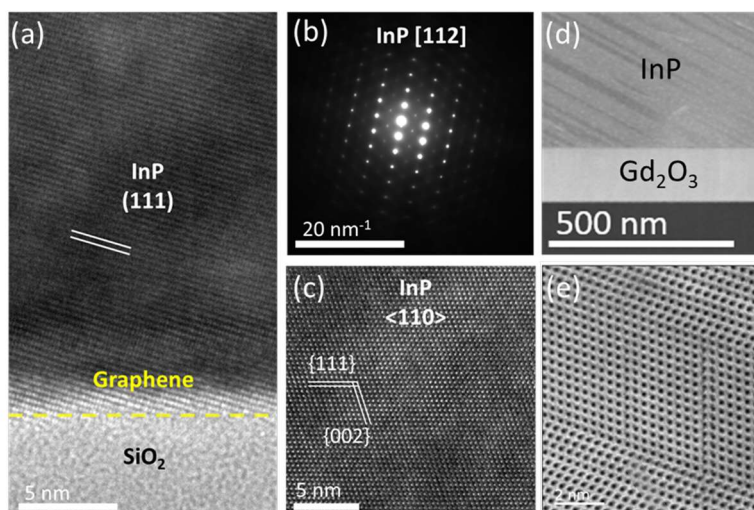 (a)
InP
(111)
Graphene
SiO₂
5 nm
(b)
InP [112]
20 nm⁻¹
(c)
InP
<110>
{111}
{002}
5 nm
(d)
InP
Gd₂O₃
500 nm
(e)
2 nm